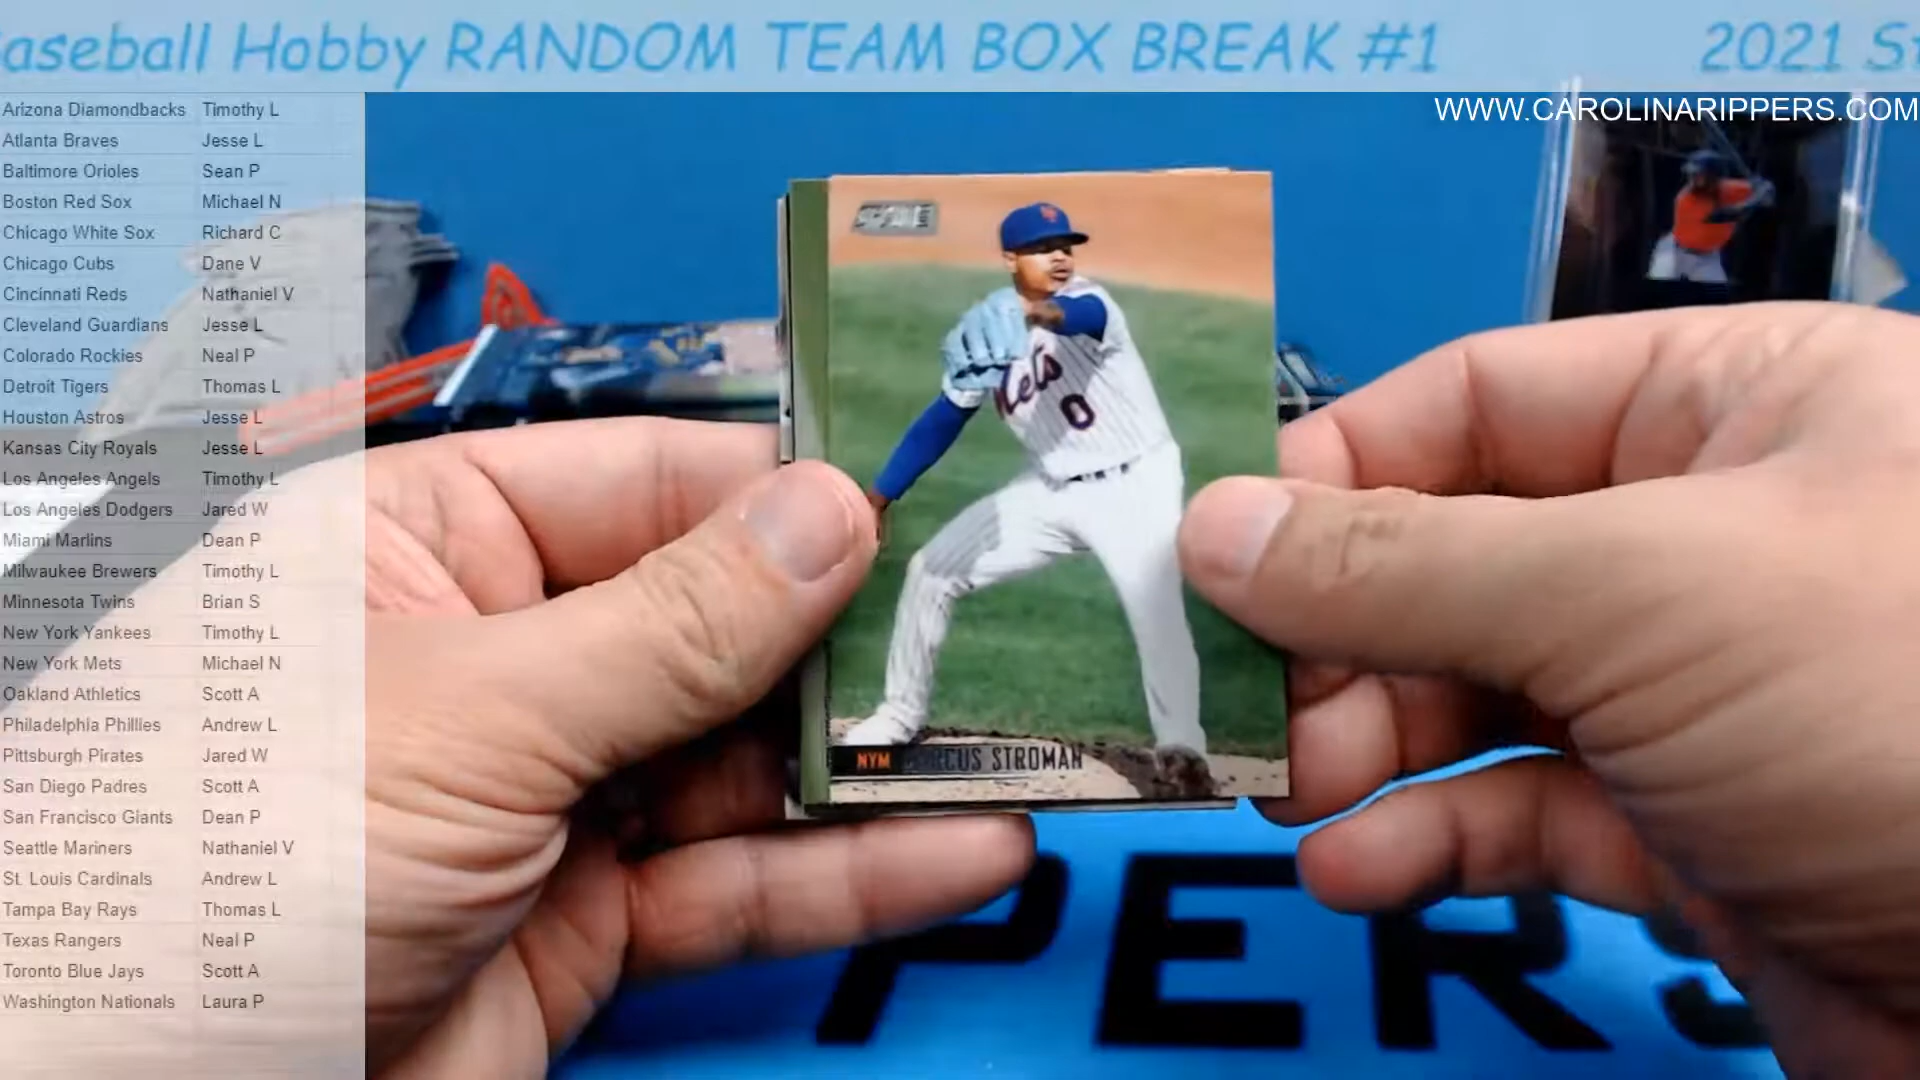 aseball Hobby RANDOM TEAM BOX BREAK #1 2021 St
WWW.CAROLINARIPPERS.COM
Arizona Diamondbacks Timothy L
Atlanta Braves Jesse L
Baltimore Orioles Sean P
Boston Red Sox Michael N
Chicago White Sox Richard C
Chicago Cubs Dane V
Cincinnati Reds Nathaniel V
Cleveland Guardians Jesse L
Colorado Rockies Neal P
Detroit Tigers Thomas L
Houston Astros Jesse L
Kansas City Royals Jesse L
Los Angeles Angels Timothy L
Los Angeles Dodgers Jared W
Miami Marlins Dean P
Milwaukee Brewers Timothy L
Minnesota Twins Brian S
New York Yankees Timothy L
New York Mets Michael N
Oakland Athletics Scott A
Philadelphia Phillies Andrew L
Pittsburgh Pirates Jared W
San Diego Padres Scott A
San Francisco Giants Dean P
Seattle Mariners Nathaniel V
St. Louis Cardinals Andrew L
Tampa Bay Rays Thomas L
Texas Rangers Neal P
Toronto Blue Jays Scott A
Washington Nationals Laura P
Mets
0
NYM STROMAN
PERS